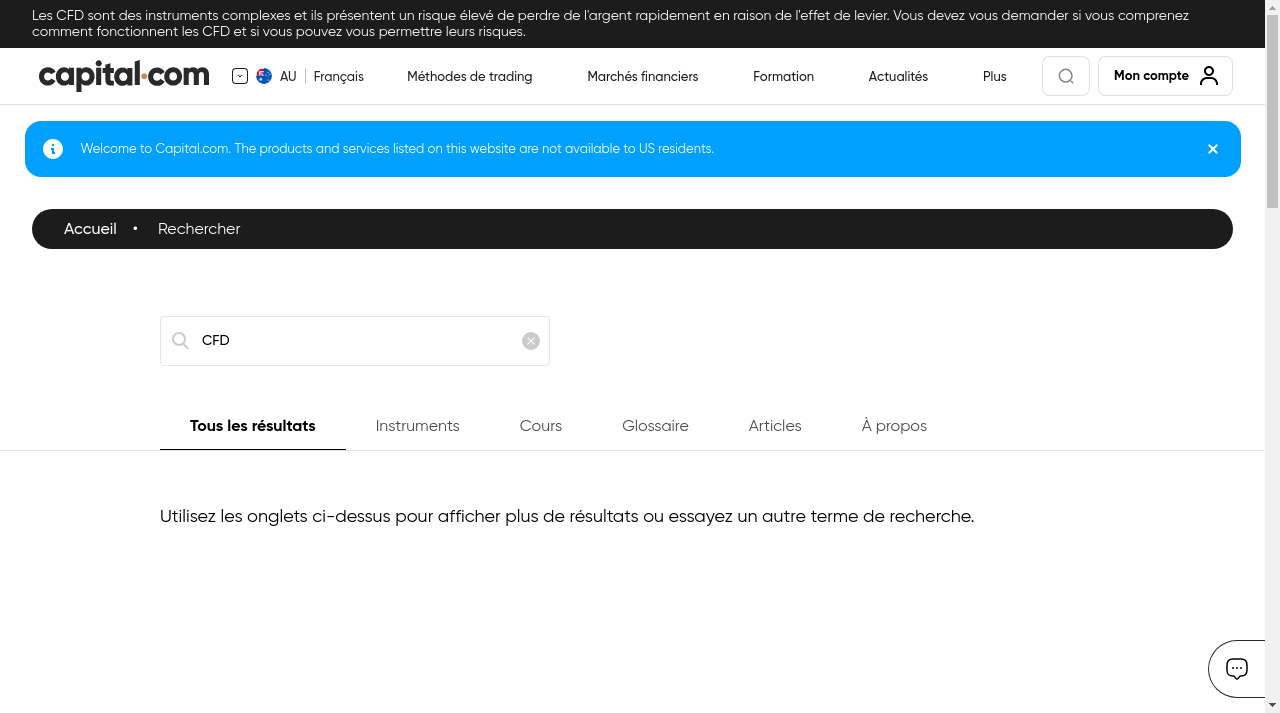 Les CFD sont des instruments complexes et ils présentent un risque élevé de perdre de l'argent rapidement en raison de l'effet de levier. Vous devez vous demander si vous comprenez
comment fonctionnent les CFD et si vous pouvez vous permettre leurs risques.
capital.com
AU
Français
Méthodes de trading
Marchés financiers
Formation
Actualités
Plus
Mon compte
Welcome to Capital.com. The products and services listed on this website are not available to US residents.
Accueil • Rechercher
CFD
Tous les résultats
Instruments
Cours
Glossaire
Articles
À propos
Utilisez les onglets ci-dessus pour afficher plus de résultats ou essayez un autre terme de recherche.